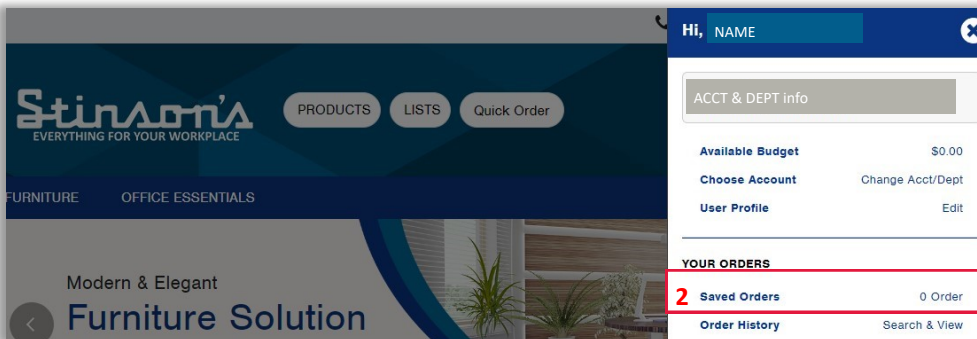 Hi, NAME
ACCT & DEPT info
Stinson's
EVERYTHING FOR YOUR WORKPLACE
PRODUCTS
LISTS
Quick Order
FURNITURE
OFFICE ESSENTIALS
Modern & Elegant
Furniture Solution
Available Budget $0.00
Choose Account Change Acct/Dept
User Profile Edit
YOUR ORDERS
2 Saved Orders 0 Order
Order History Search & View